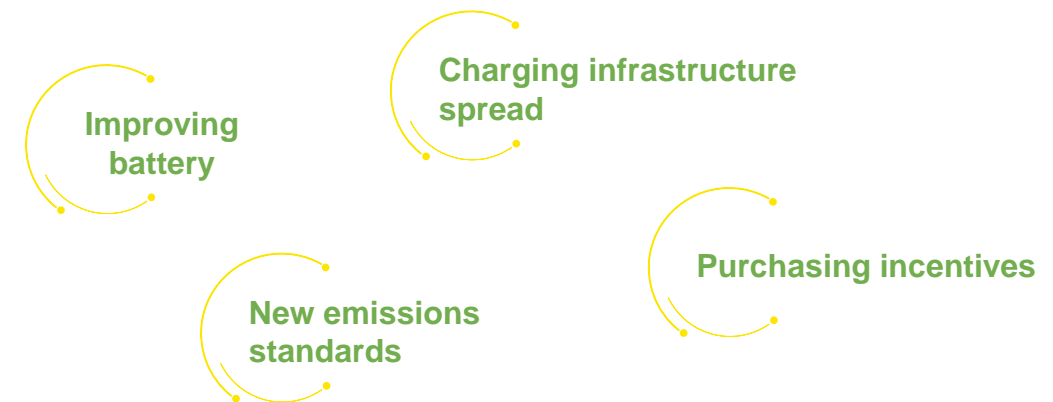 Charging infrastructure
spread
Improving
battery
Purchasing incentives
New emissions
standards